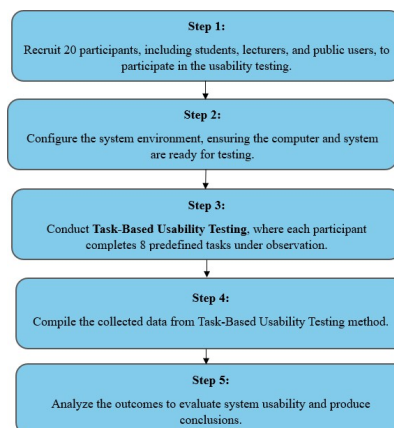 Step 1:
Recruit 20 participants, including students, lecturers, and public users, to
participate in the usability testing.
Step 2:
Configure the system environment, ensuring the computer and system
are ready for testing.
Step 3:
Conduct Task-Based Usability Testing, where each participant
completes 8 predefined tasks under observation.
Step 4:
Compile the collected data from Task-Based Usability Testing method.
Step 5:
Analyze the outcomes to evaluate system usability and produce
conclusions.